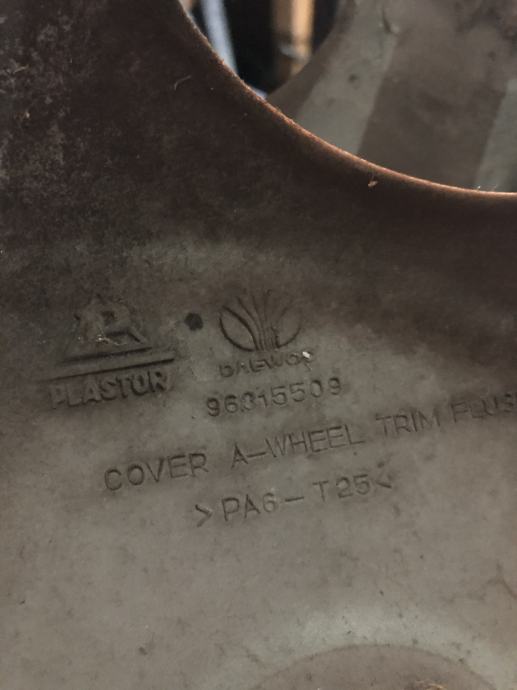 PLASTOR
DAEWOO
96315509
COVER A-WHEEL TRIM
>PA6-T25<